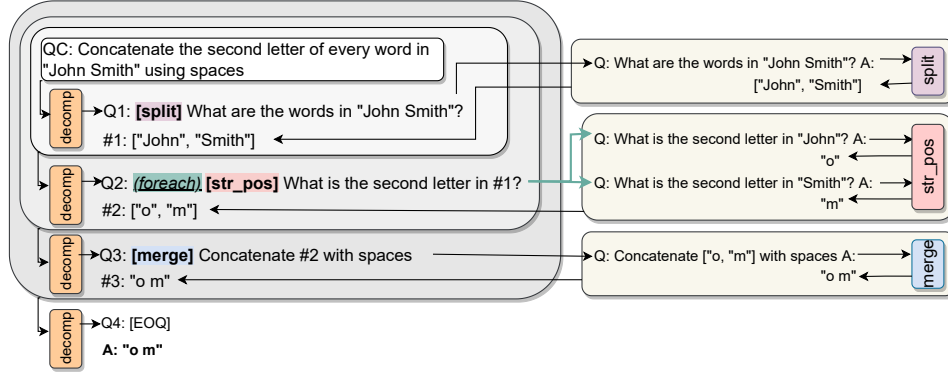 QC: Concatenate the second letter of every word in
"John Smith" using spaces
decomp
Q1: [split] What are the words in "John Smith"?
#1: ["John", "Smith"]
Q: What are the words in "John Smith"? A:
["John", "Smith"]
split
decomp
Q2: (foreach) [str_pos] What is the second letter in #1?
#2: ["o", "m"]
Q: What is the second letter in "John"? A:
"o"
Q: What is the second letter in "Smith"? A:
"m"
str_pos
decomp
Q3: [merge] Concatenate #2 with spaces
#3: "o m"
Q: Concatenate ["o, "m"] with spaces A:
"o m"
merge
decomp
Q4: [EOQ]
A: "o m"